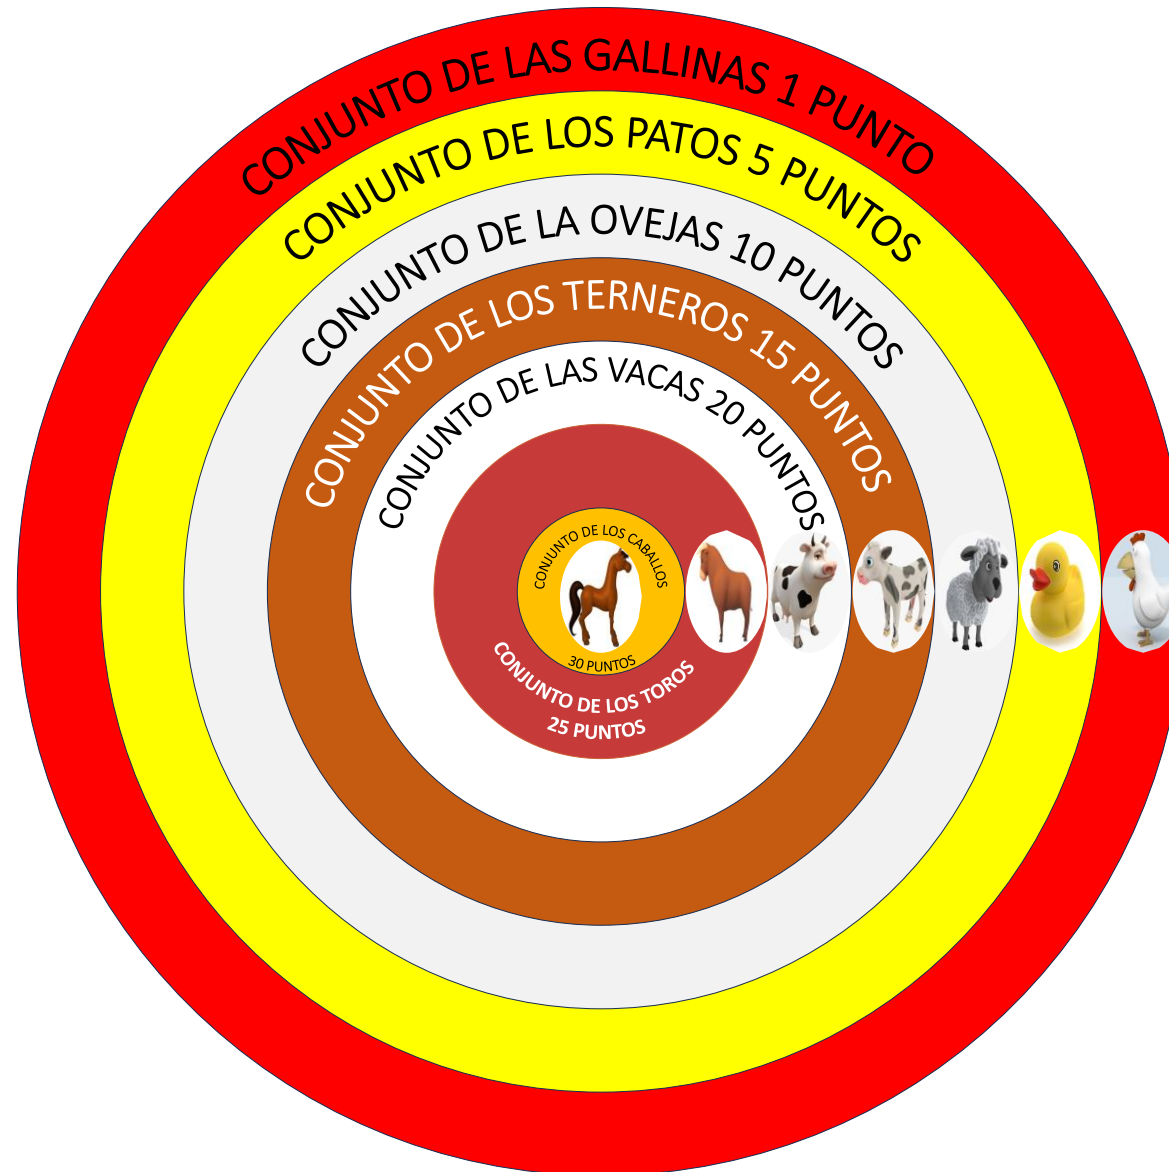 CONJUNTO DE LAS GALLINAS 1 PUNTO
CONJUNTO DE LOS PATOS 5 PUNTOS
CONJUNTO DE LA OVEJAS 10 PUNTOS
CONJUNTO DE LOS TERNEROS 15 PUNTOS
CONJUNTO DE LAS VACAS 20 PUNTOS
CONJUNTO DE LOS CABALLOS
30 PUNTOS
CONJUNTO DE LOS TOROS
25 PUNTOS